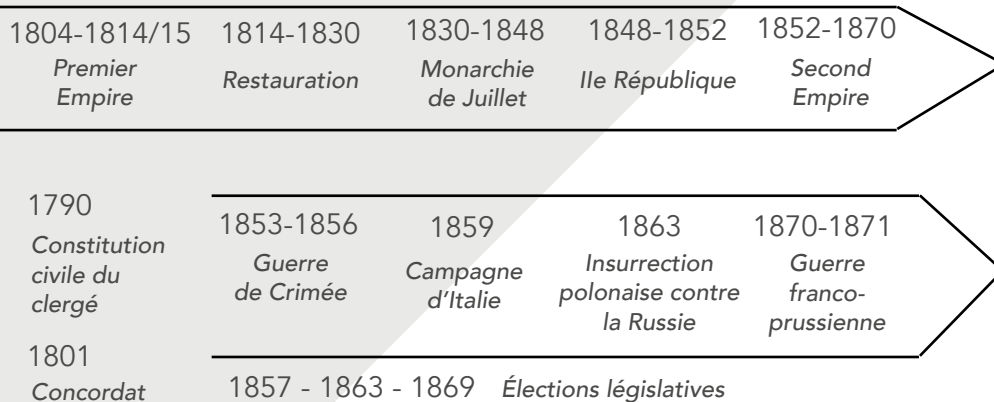 1804-1814/15 1814-1830 1830-1848 1848-1852 1852-1870
Premier
Empire
Restauration
Monarchie
de Juillet
IIe République
Second
Empire
1790
Constitution
civile du
clergé
1801
Concordat
1853-1856
Guerre
de Crimée
1859
Campagne
d'Italie
1863
Insurrection
polonaise contre
la Russie
1870-1871
Guerre
franco-
prussienne
1857 - 1863 - 1869 Élections législatives